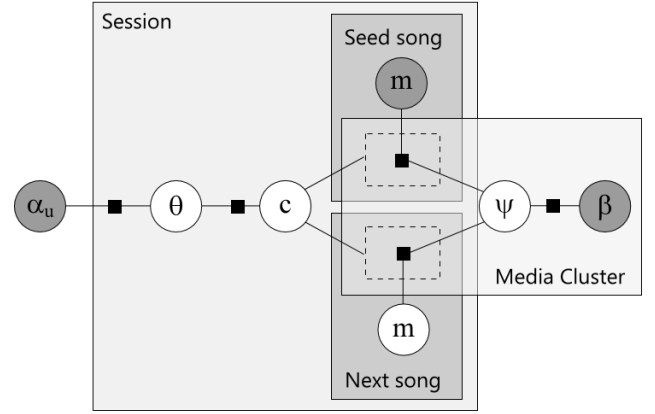 Session
Seed song
m
α_u
θ
c
ψ
β
Media Cluster
m
Next song